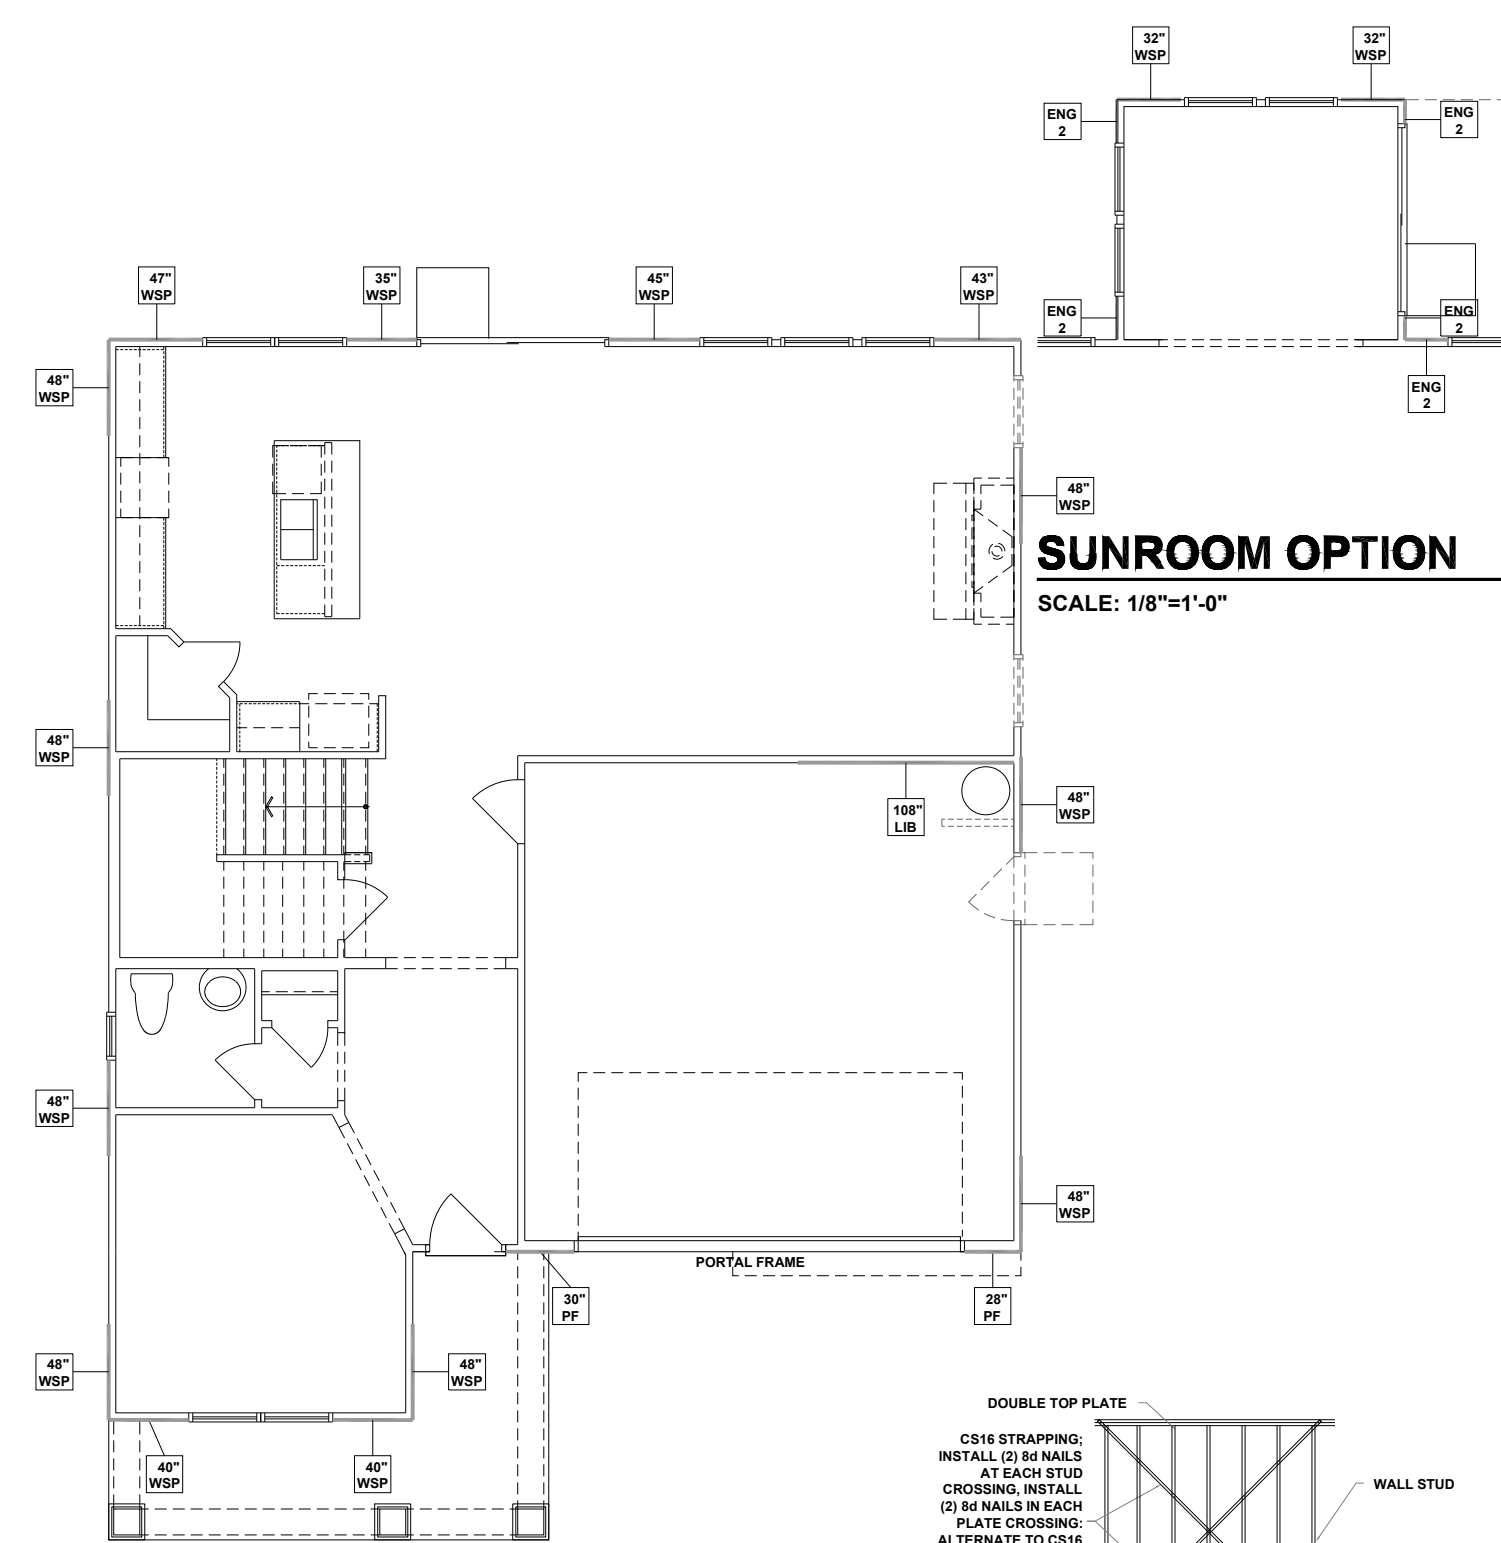 32"
WSP
32"
WSP
ENG
2
ENG
2
47"
WSP
35"
WSP
45"
WSP
43"
WSP
ENG
2
ENG
2
48"
WSP
ENG
2
48"
WSP
SUNROOM OPTION
SCALE: 1/8"=1'-0"
48"
WSP
108"
LIB
48"
WSP
48"
WSP
48"
WSP
PORTAL FRAME
30"
PF
28"
PF
48"
WSP
48"
WSP
40"
WSP
40"
WSP
DOUBLE TOP PLATE
CS16 STRAPPING;
INSTALL (2) 8d NAILS
AT EACH STUD
CROSSING, INSTALL
(2) 8d NAILS IN EACH
PLATE CROSSING:
ALTERNATE TO CS16
WALL STUD